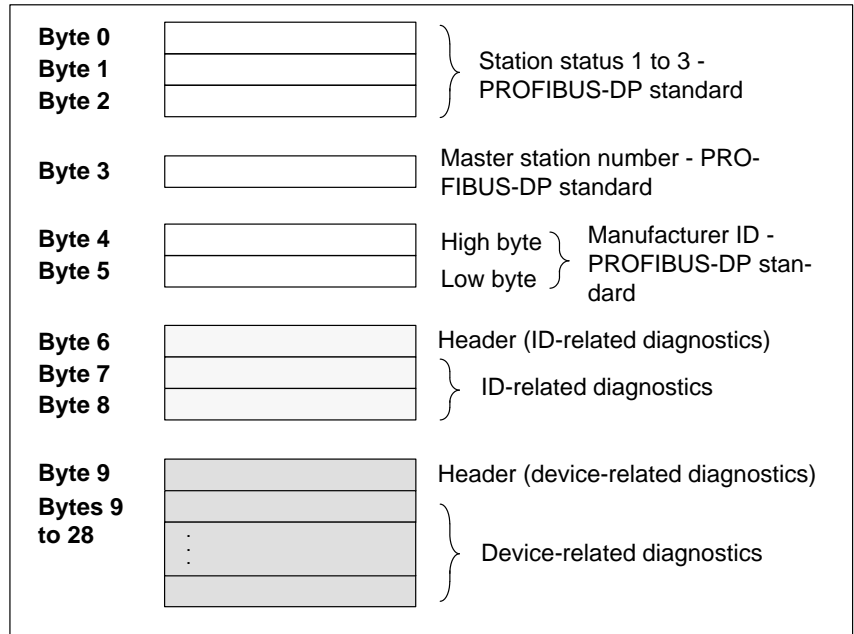 Byte 0
Byte 1
Byte 2
Station status 1 to 3 -
PROFIBUS-DP standard
Byte 3
Master station number - PRO-
FIBUS-DP standard
Byte 4
Byte 5
High byte
Low byte
Manufacturer ID -
PROFIBUS-DP stan-
dard
Byte 6
Header (ID-related diagnostics)
Byte 7
Byte 8
ID-related diagnostics
Byte 9
Header (device-related diagnostics)
Bytes 9
to 28
Device-related diagnostics